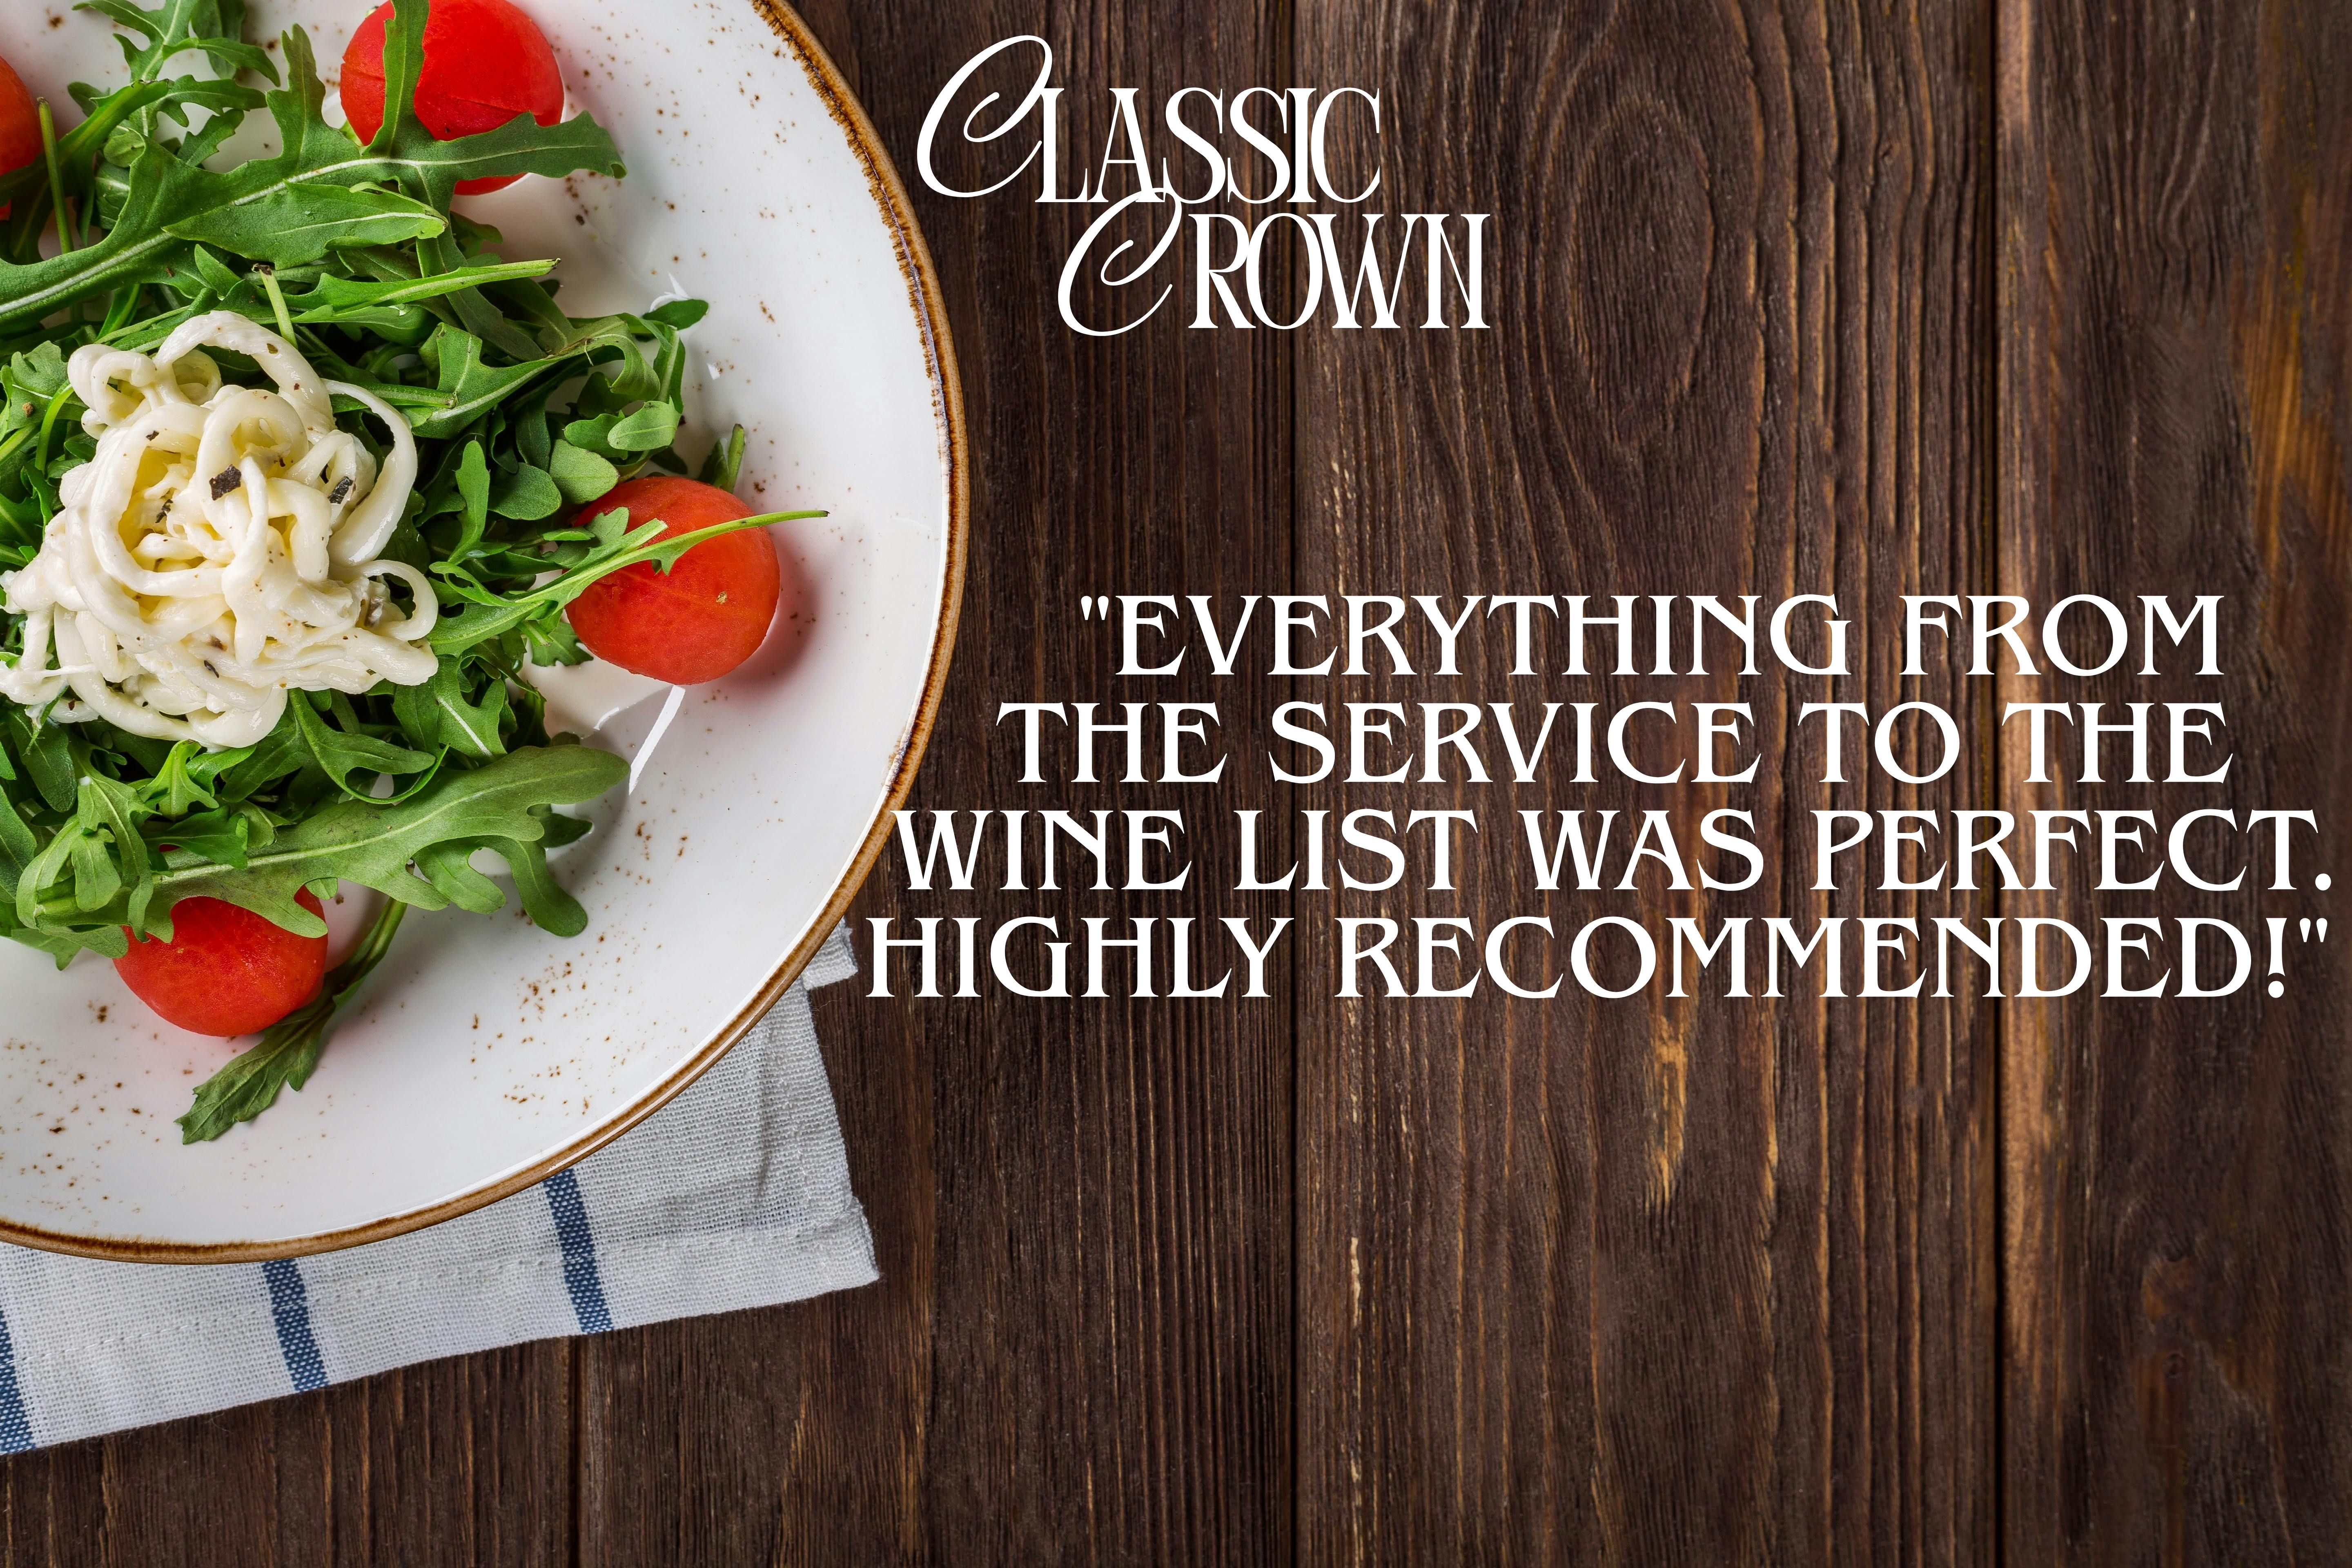 CLASSIC
CROWN
"EVERYTHING FROM
THE SERVICE TO THE
WINE LIST WAS PERFECT.
HIGHLY RECOMMENDED!"